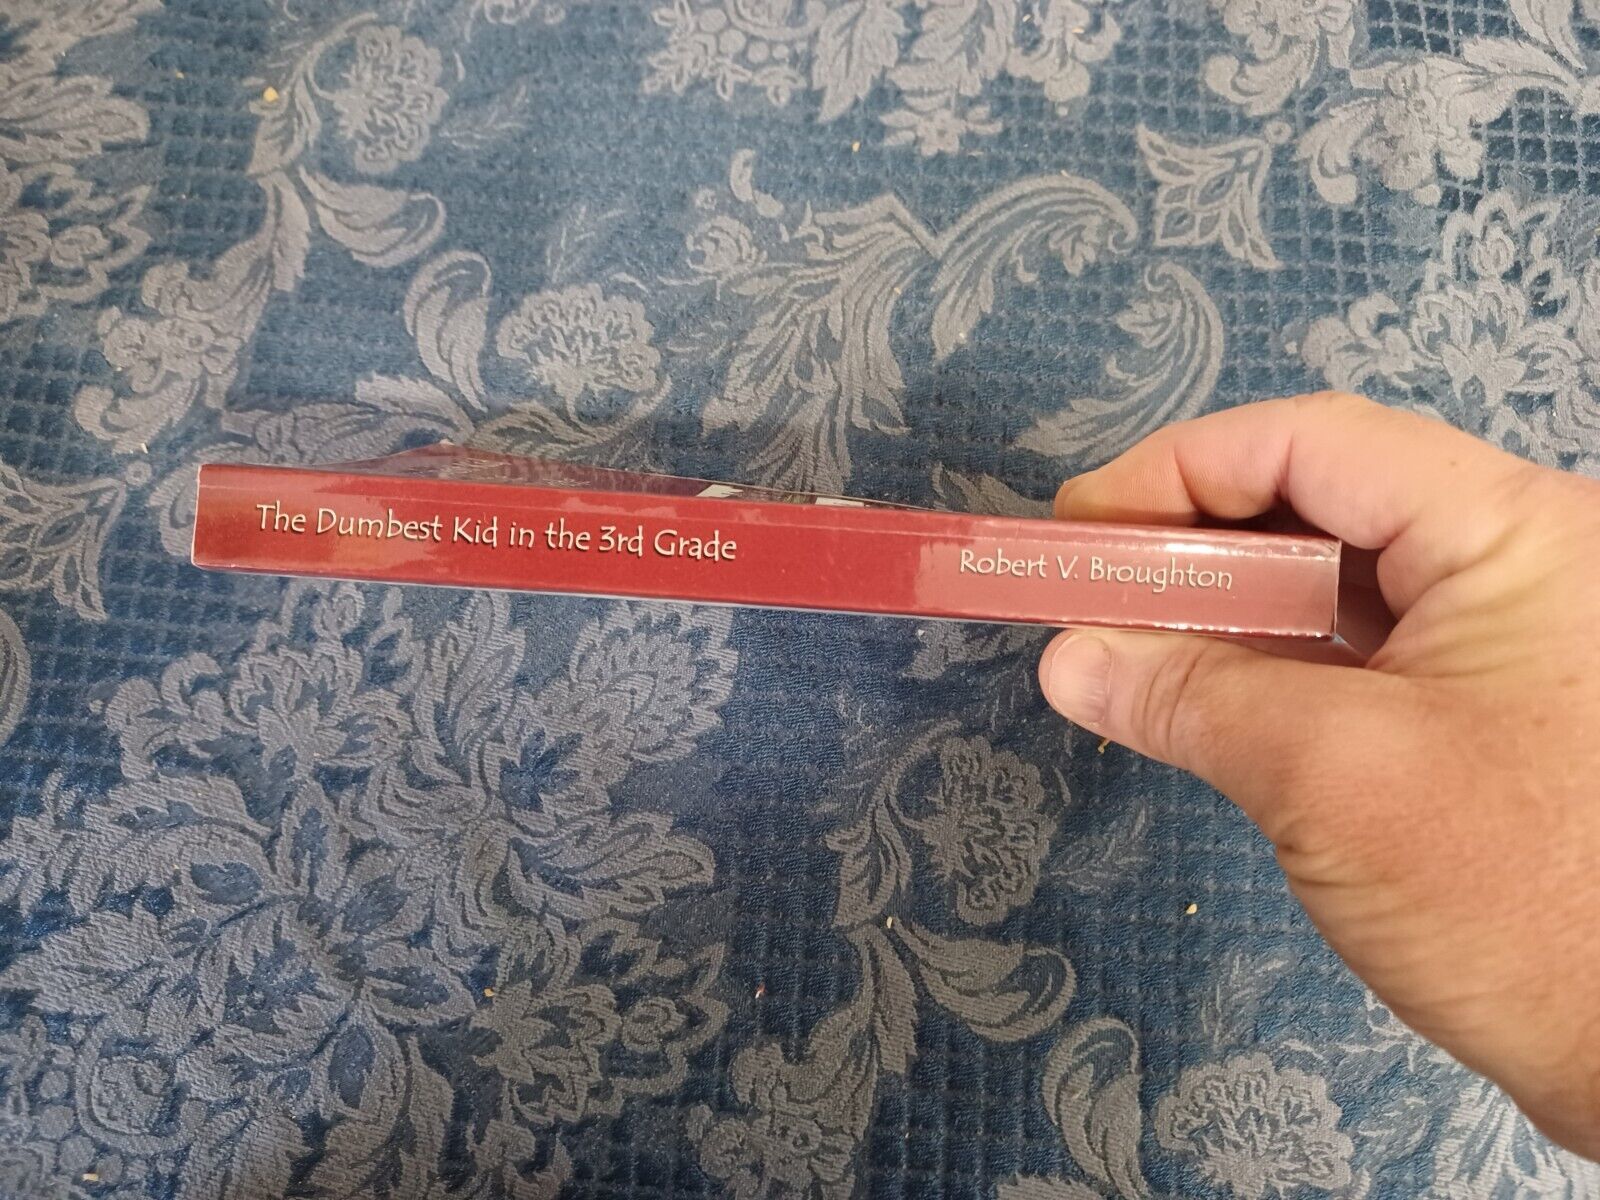 The Dumbest Kid in the 3rd Grade
Robert V. Broughton